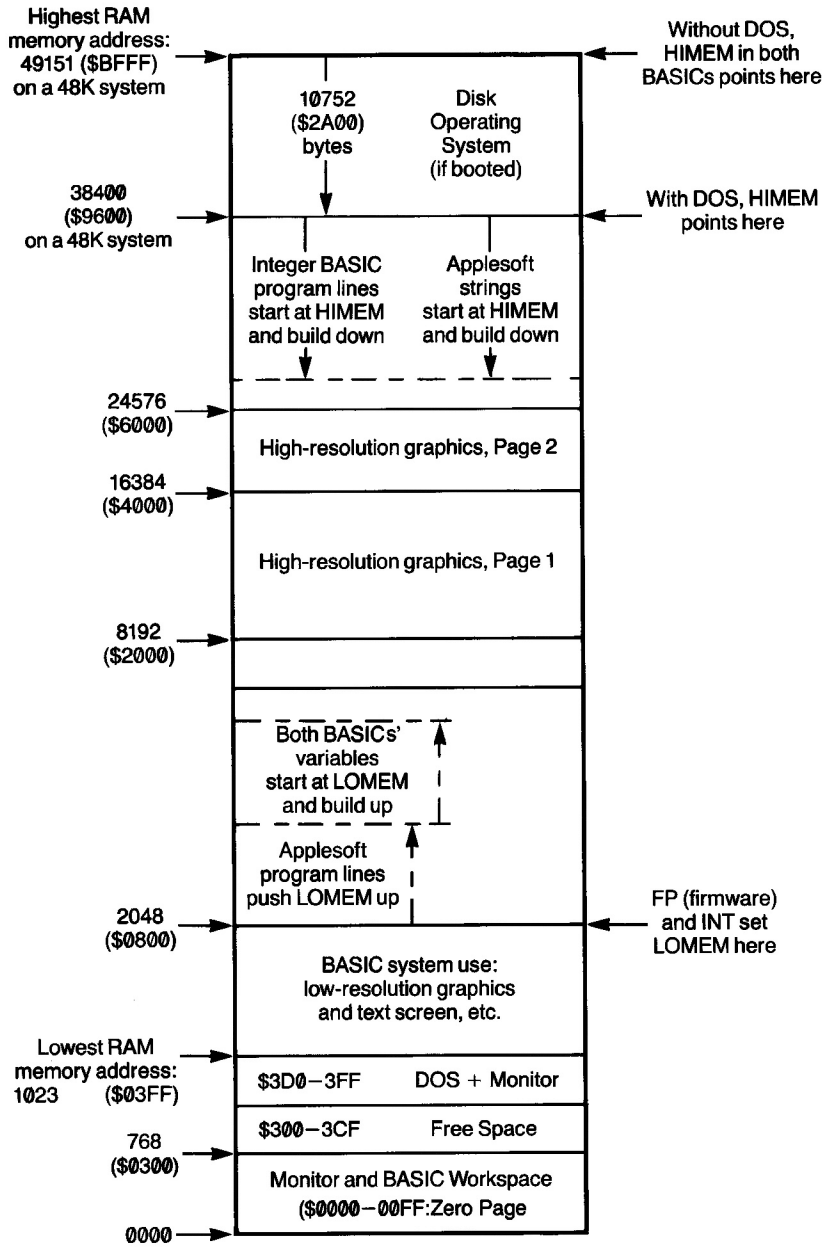 Highest RAM
memory address:
49151 ($BFFF)
on a 48K system
Without DOS,
HIMEM in both
BASICs points here
10752
($2A00)
bytes
Disk
Operating
System
(if booted)
38400
($9600)
on a 48K system
With DOS, HIMEM
points here
Integer BASIC
program lines
start at HIMEM
and build down
Applesoft
strings
start at HIMEM
and build down
24576
($6000)
High-resolution graphics, Page 2
16384
($4000)
High-resolution graphics, Page 1
8192
($2000)
Both BASICs'
variables
start at LOMEM
and build up
Applesoft
program lines
push LOMEM up
2048
($0800)
FP (firmware)
and INT set
LOMEM here
BASIC system use:
low-resolution graphics
and text screen, etc.
Lowest RAM
memory address:
1023 ($03FF)
$3D0–3FF DOS + Monitor
$300–3CF Free Space
768
($0300)
Monitor and BASIC Workspace
($0000–00FF:Zero Page
0000